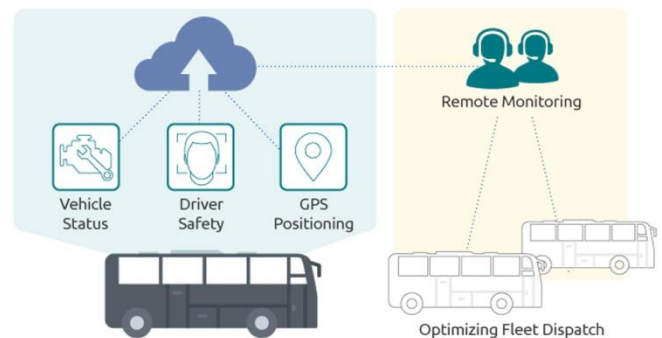 Remote Monitoring
Vehicle
Status
Driver
Safety
GPS
Positioning
Optimizing Fleet Dispatch